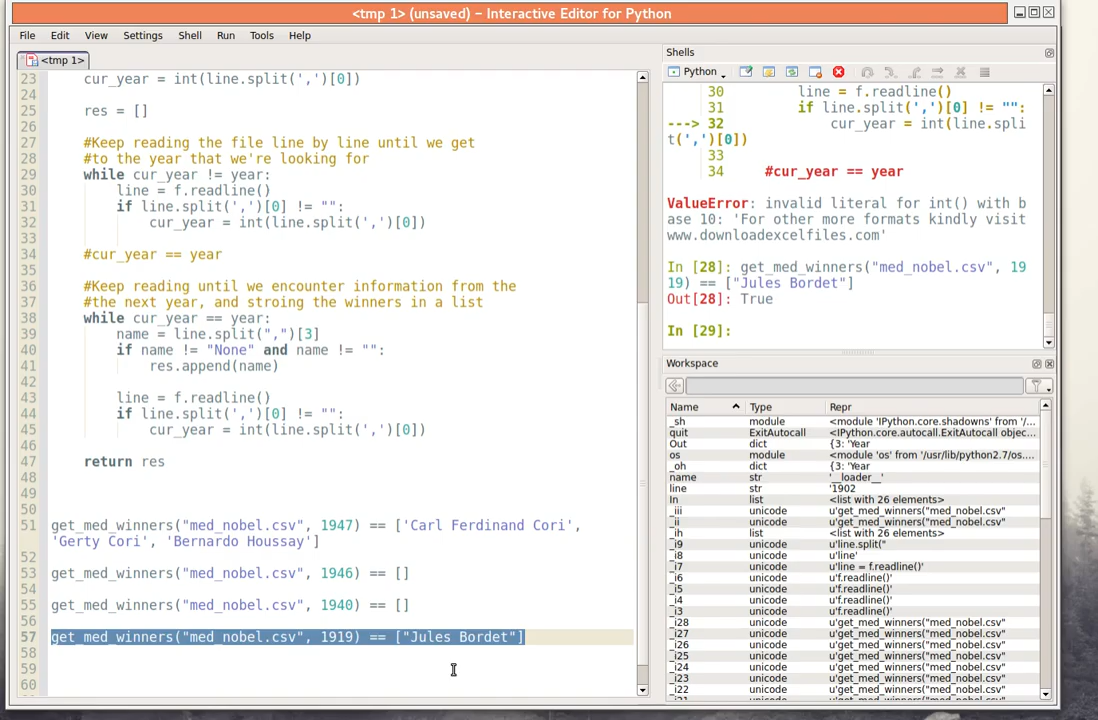 <tmp 1> (unsaved) – Interactive Editor for Python
File Edit View Settings Shell Run Tools Help
<tmp 1>
23 cur_year = int(line.split(',')[0])
24
25 res = []
26
27 #Keep reading the file line by line until we get
28 #to the year that we're looking for
29 while cur_year != year:
30 line = f.readline()
31 if line.split(',')[0] != "":
32 cur_year = int(line.split(',')[0])
33
34 #cur_year == year
35
36 #Keep reading until we encounter information from the
37 #the next year, and stroing the winners in a list
38 while cur_year == year:
39 name = line.split(",")[3]
40 if name != "None" and name != "":
41 res.append(name)
42
43 line = f.readline()
44 if line.split(',')[0] != "":
45 cur_year = int(line.split(',')[0])
46
47 return res
48
49
50
51 get_med_winners("med_nobel.csv", 1947) == ['Carl Ferdinand Cori',
'Gerty Cori', 'Bernardo Houssay']
52
53 get_med_winners("med_nobel.csv", 1946) == []
54
55 get_med_winners("med_nobel.csv", 1940) == []
56
57 get_med_winners("med_nobel.csv", 1919) == ["Jules Bordet"]
58
59
60
Shells
Python
30 line = f.readline()
31 if line.split(',')[0] != "":
---> 32 cur_year = int(line.spli
t(',')[0])
33
34 #cur_year == year
ValueError: invalid literal for int() with b
ase 10: 'For other more formats kindly visit
www.downloadexcelfiles.com'
In [28]: get_med_winners("med_nobel.csv", 19
19) == ["Jules Bordet"]
Out[28]: True
In [29]:
Workspace
Name Type Repr
_sh module <module 'IPython.core.shadows' from '/...
quit ExitAutocall <IPython.core.autocall.ExitAutocall objec...
Out dict {3: 'Year
os module <module 'os' from '/usr/lib/python2.7/os....
_oh dict {3: 'Year
name str '__loader__'
line str '1902
In list <list with 26 elements>
_iii unicode u'get_med_winners("med_nobel.csv"
_ii unicode u'get_med_winners("med_nobel.csv"
_ih list <list with 26 elements>
_i9 unicode u'line.split("
_i8 unicode u'line'
_i7 unicode u'line = f.readline()'
_i6 unicode u'f.readline()'
_i5 unicode u'f.readline()'
_i4 unicode u'f.readline()'
_i3 unicode u'f.readline()'
_i28 unicode u'get_med_winners("med_nobel.csv"
_i27 unicode u'get_med_winners("med_nobel.csv"
_i26 unicode u'get_med_winners("med_nobel.csv"
_i25 unicode u'get_med_winners("med_nobel.csv"
_i24 unicode u'get_med_winners("med_nobel.csv"
_i23 unicode u'get_med_winners("med_nobel.csv"
_i22 unicode u'get_med_winners("med_nobel.csv"